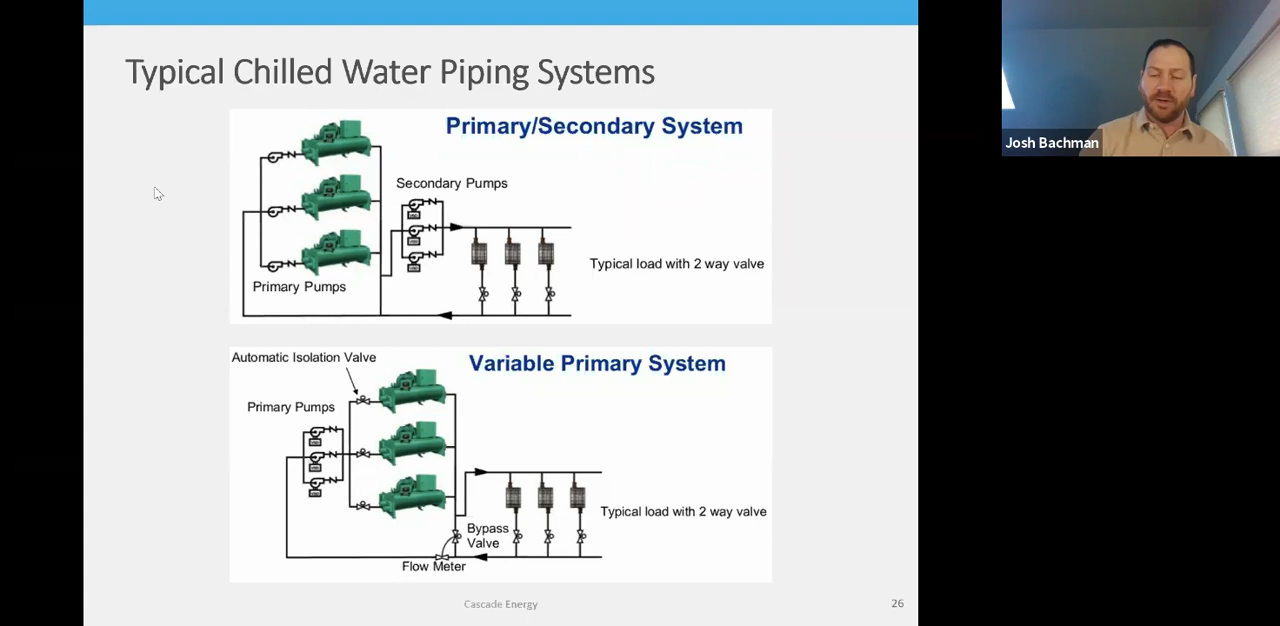 Typical Chilled Water Piping Systems
Primary/Secondary System
Secondary Pumps
Typical load with 2 way valve
Primary Pumps
Automatic Isolation Valve
Variable Primary System
Primary Pumps
Typical load with 2 way valve
Bypass
Valve
Flow Meter
Cascade Energy
26
Josh Bachman